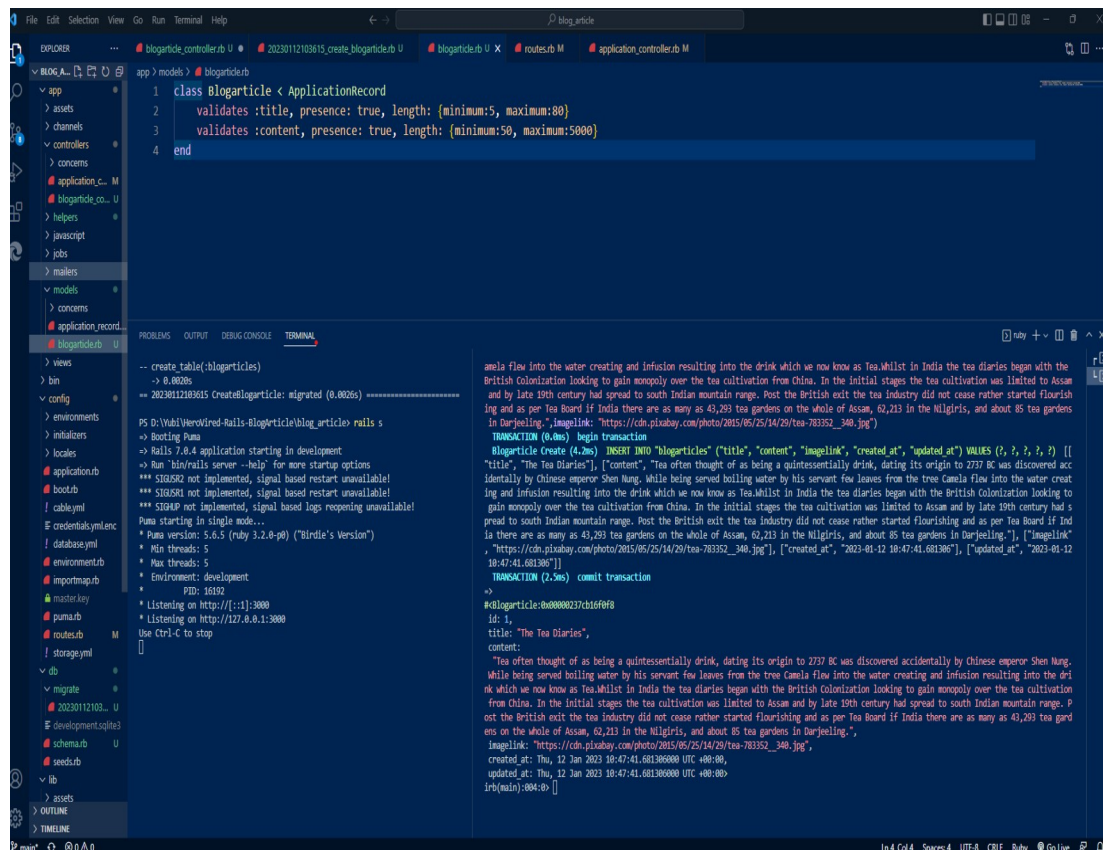 File Edit Selection View Go Run Terminal Help
blog_article
EXPLORER
blogarticle_controller.rb U
20230112103615_create_blogarticle.rb U
blogarticle.rb U
routes.rb M
application_controller.rb M
BLOG_A...
app > models > blogarticle.rb
app
assets
channels
controllers
concerns
application_c... M
blogarticle_co... U
helpers
javascript
jobs
mailers
models
concerns
application_record...
blogarticle.rb U
views
bin
config
environments
initializers
locales
application.rb
boot.rb
cable.yml
credentials.yml.enc
database.yml
environment.rb
importmap.rb
master.key
puma.rb
routes.rb M
storage.yml
db
migrate
20230112103... U
development.sqlite3
schema.rb U
seeds.rb
lib
assets
OUTLINE
TIMELINE
1 class Blogarticle < ApplicationRecord
2 validates :title, presence: true, length: {minimum:5, maximum:80}
3 validates :content, presence: true, length: {minimum:50, maximum:5000}
4 end
PROBLEMS OUTPUT DEBUG CONSOLE TERMINAL
ruby
-- create_table(:blogarticles)
-> 0.0020s
== 20230112103615 CreateBlogarticle: migrated (0.0026s) ======================
PS D:\Yubi\HeroVired-Rails-BlogArticle\blog_article> rails s
=> Booting Puma
=> Rails 7.0.4 application starting in development
=> Run `bin/rails server --help` for more startup options
*** SIGUSR2 not implemented, signal based restart unavailable!
*** SIGUSR1 not implemented, signal based restart unavailable!
*** SIGHUP not implemented, signal based logs reopening unavailable!
Puma starting in single mode...
* Puma version: 5.6.5 (ruby 3.2.0-p0) ("Birdie's Version")
* Min threads: 5
* Max threads: 5
* Environment: development
* PID: 16192
* Listening on http://[::1]:3000
* Listening on http://127.0.0.1:3000
Use Ctrl-C to stop
amela flew into the water creating and infusion resulting into the drink which we now know as Tea.Whilst in India the tea diaries began with the
British Colonization looking to gain monopoly over the tea cultivation from China. In the initial stages the tea cultivation was limited to Assam
and by late 19th century had spread to south Indian mountain range. Post the British exit the tea industry did not cease rather started flourish
ing and as per Tea Board if India there are as many as 43,293 tea gardens on the whole of Assam, 62,213 in the Nilgiris, and about 85 tea gardens
in Darjeeling.",imagelink: "https://cdn.pixabay.com/photo/2015/05/25/14/29/tea-783352__340.jpg")
TRANSACTION (0.0ms) begin transaction
Blogarticle Create (4.2ms) INSERT INTO "blogarticles" ("title", "content", "imagelink", "created_at", "updated_at") VALUES (?, ?, ?, ?, ?) [[
"title", "The Tea Diaries"], ["content", "Tea often thought of as being a quintessentially drink, dating its origin to 2737 BC was discovered acc
identally by Chinese emperor Shen Nung. While being served boiling water by his servant few leaves from the tree Camela flew into the water creat
ing and infusion resulting into the drink which we now know as Tea.Whilst in India the tea diaries began with the British Colonization looking to
gain monopoly over the tea cultivation from China. In the initial stages the tea cultivation was limited to Assam and by late 19th century had s
pread to south Indian mountain range. Post the British exit the tea industry did not cease rather started flourishing and as per Tea Board if Ind
ia there are as many as 43,293 tea gardens on the whole of Assam, 62,213 in the Nilgiris, and about 85 tea gardens in Darjeeling."], ["imagelink"
, "https://cdn.pixabay.com/photo/2015/05/25/14/29/tea-783352__340.jpg"], ["created_at", "2023-01-12 10:47:41.681306"], ["updated_at", "2023-01-12
10:47:41.681306"]]
TRANSACTION (2.5ms) commit transaction
=>
#<Blogarticle:0x00000237cb16f0f8
id: 1,
title: "The Tea Diaries",
content:
"Tea often thought of as being a quintessentially drink, dating its origin to 2737 BC was discovered accidentally by Chinese emperor Shen Nung.
While being served boiling water by his servant few leaves from the tree Camela flew into the water creating and infusion resulting into the dri
nk which we now know as Tea.Whilst in India the tea diaries began with the British Colonization looking to gain monopoly over the tea cultivation
from China. In the initial stages the tea cultivation was limited to Assam and by late 19th century had spread to south Indian mountain range. P
ost the British exit the tea industry did not cease rather started flourishing and as per Tea Board if India there are as many as 43,293 tea gard
ens on the whole of Assam, 62,213 in the Nilgiris, and about 85 tea gardens in Darjeeling.",
imagelink: "https://cdn.pixabay.com/photo/2015/05/25/14/29/tea-783352__340.jpg",
created_at: Thu, 12 Jan 2023 10:47:41.681306000 UTC +00:00,
updated_at: Thu, 12 Jan 2023 10:47:41.681306000 UTC +00:00>
irb(main):004:0>
main* 0 0 0 Ln 4, Col 4 Spaces: 4 UTF-8 CRLF Ruby Go Live